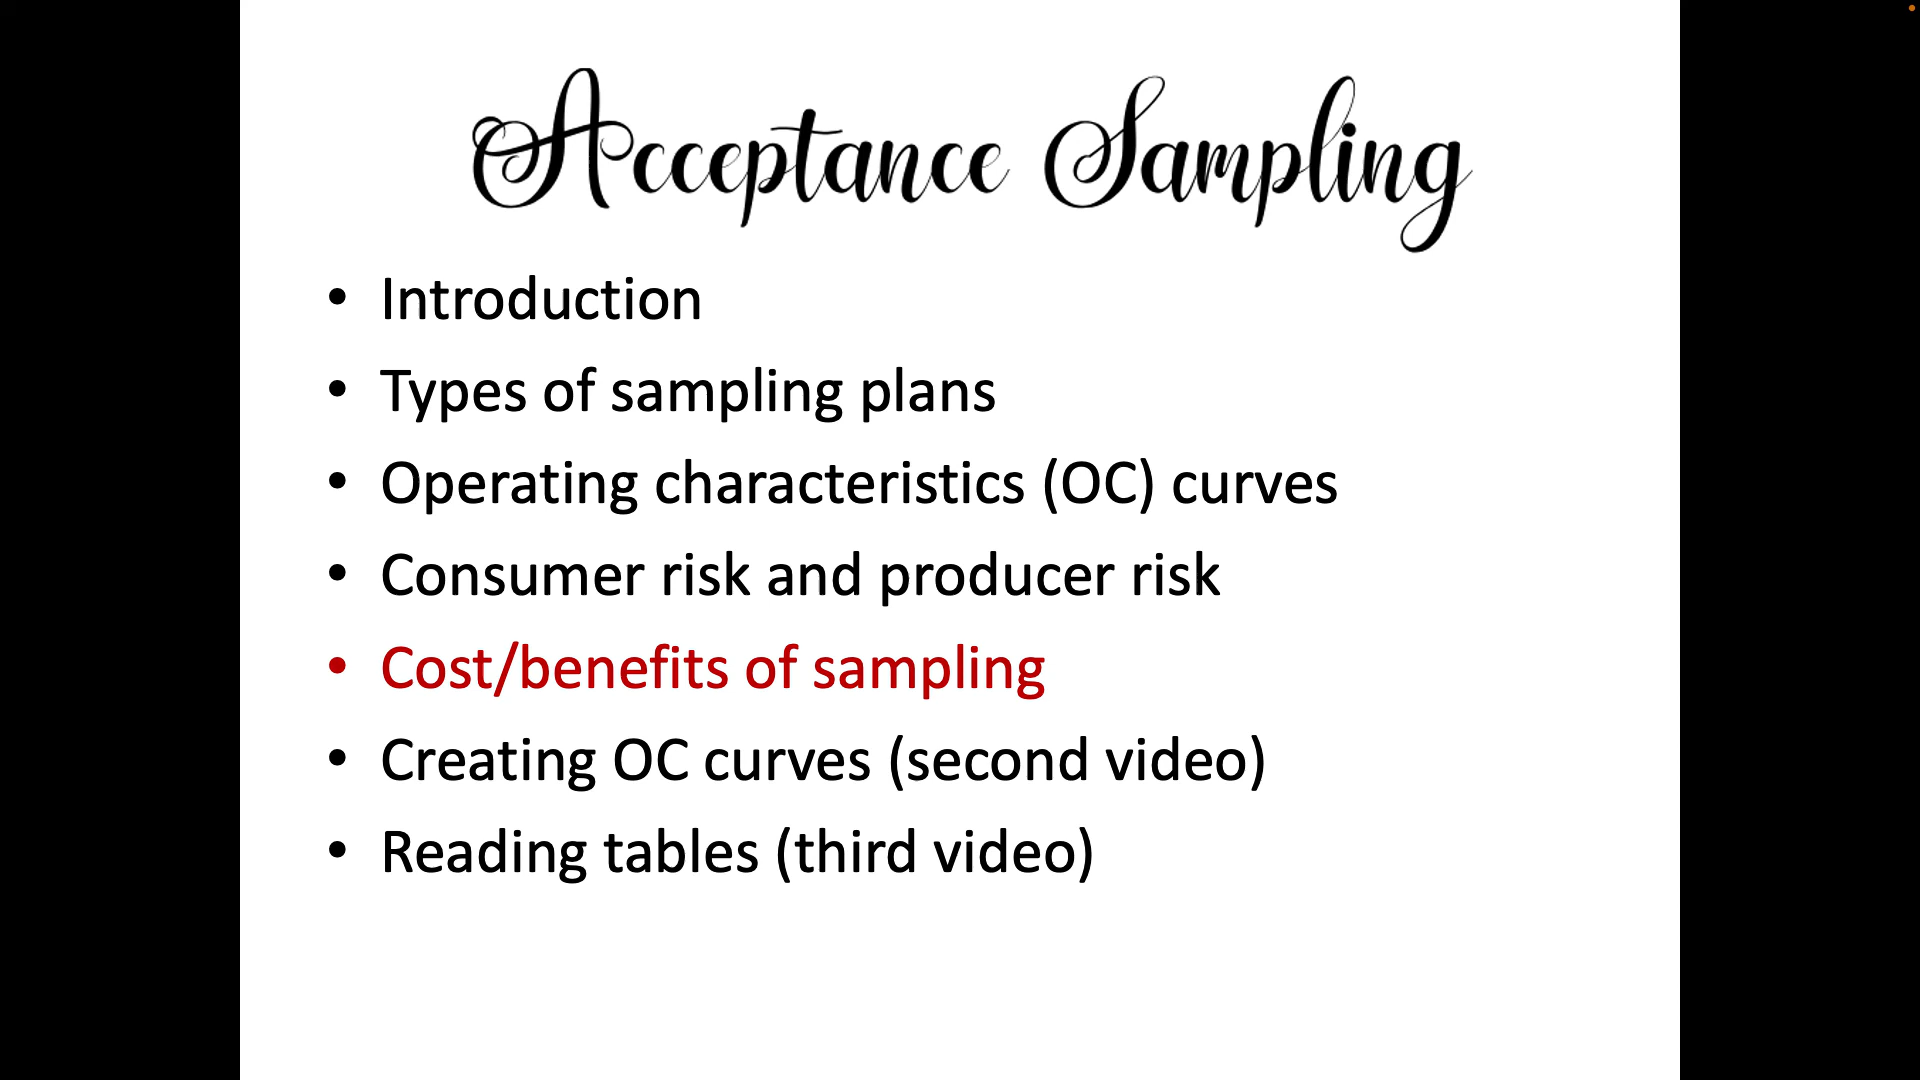 Acceptance Sampling
• Introduction
• Types of sampling plans
• Operating characteristics (OC) curves
• Consumer risk and producer risk
• Cost/benefits of sampling
• Creating OC curves (second video)
• Reading tables (third video)